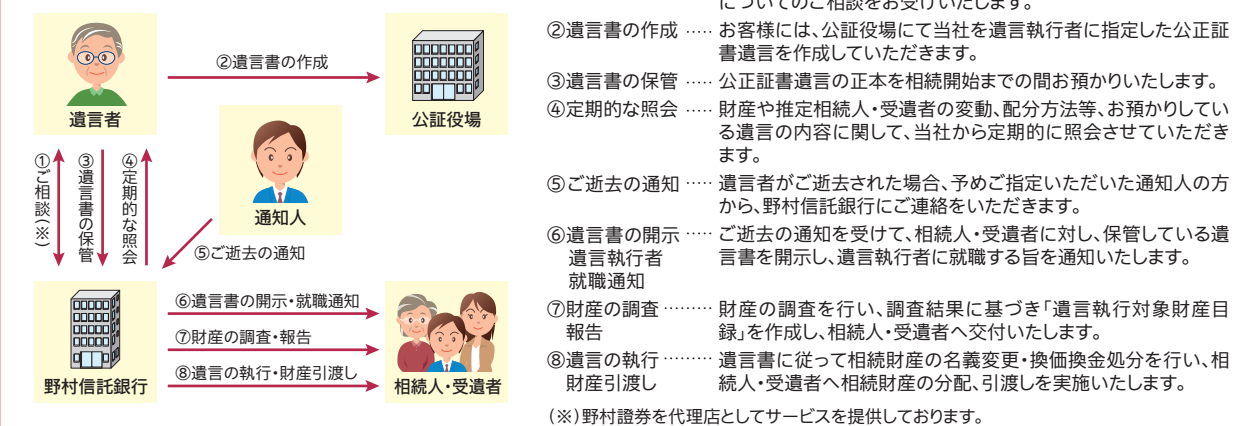 についてのご相談をお受けいたします。
②遺言書の作成 ‥‥‥ お客様には、公証役場にて当社を遺言執行者に指定した公正証
書遺言を作成していただきます。
③遺言書の保管 ‥‥‥ 公正証書遺言の正本を相続開始までの間お預かりいたします。
④定期的な照会 ‥‥‥ 財産や推定相続人・受遺者の変動、配分方法等、お預かりしてい
る遺言の内容に関して、当社から定期的に照会させていただき
ます。
⑤ご逝去の通知 ‥‥‥ 遺言者がご逝去された場合、予めご指定いただいた通知人の方
から、野村信託銀行にご連絡をいただきます。
⑥遺言書の開示 ‥‥‥ ご逝去の通知を受けて、相続人・受遺者に対し、保管している遺
遺言執行者 言書を開示し、遺言執行者に就職する旨を通知いたします。
就職通知
⑦財産の調査 ‥‥‥‥ 財産の調査を行い、調査結果に基づき「遺言執行対象財産目
報告 録」を作成し、相続人・受遺者へ交付いたします。
⑧遺言の執行 ‥‥‥‥ 遺言書に従って相続財産の名義変更・換価換金処分を行い、相
財産引渡し 続人・受遺者へ相続財産の分配、引渡しを実施いたします。
(※)野村證券を代理店としてサービスを提供しております。
②遺言書の作成
遺言者
公証役場
①ご相談(※)
③遺言書の保管
④定期的な照会
通知人
⑤ご逝去の通知
⑥遺言書の開示・就職通知
⑦財産の調査・報告
⑧遺言の執行・財産引渡し
野村信託銀行
相続人・受遺者